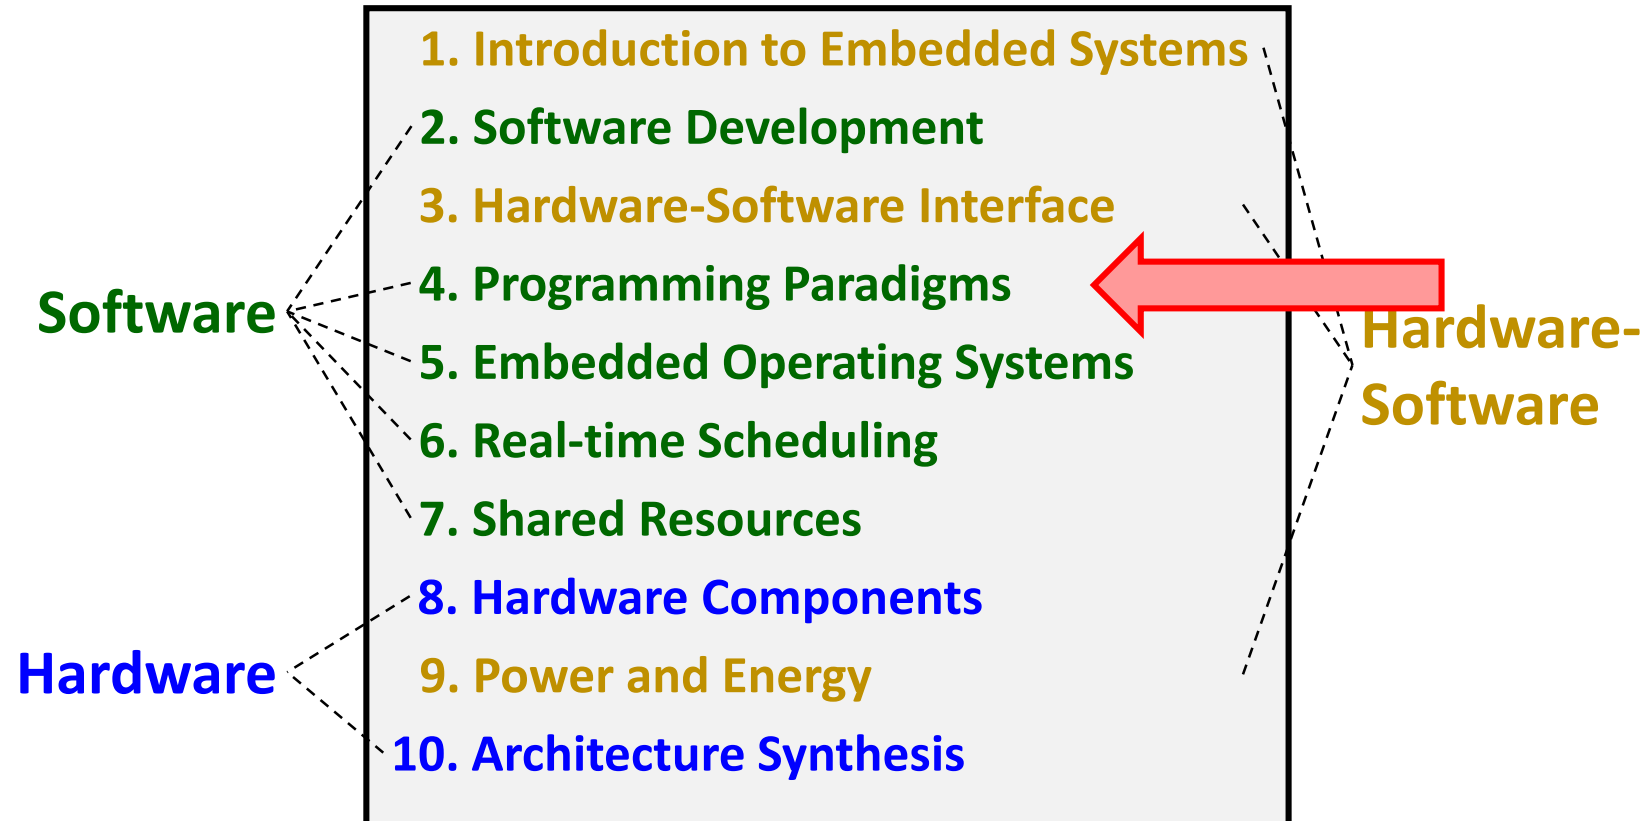 1. Introduction to Embedded Systems
2. Software Development
3. Hardware-Software Interface
4. Programming Paradigms
5. Embedded Operating Systems
6. Real-time Scheduling
7. Shared Resources
8. Hardware Components
9. Power and Energy
10. Architecture Synthesis
Software
Hardware
Hardware-
Software